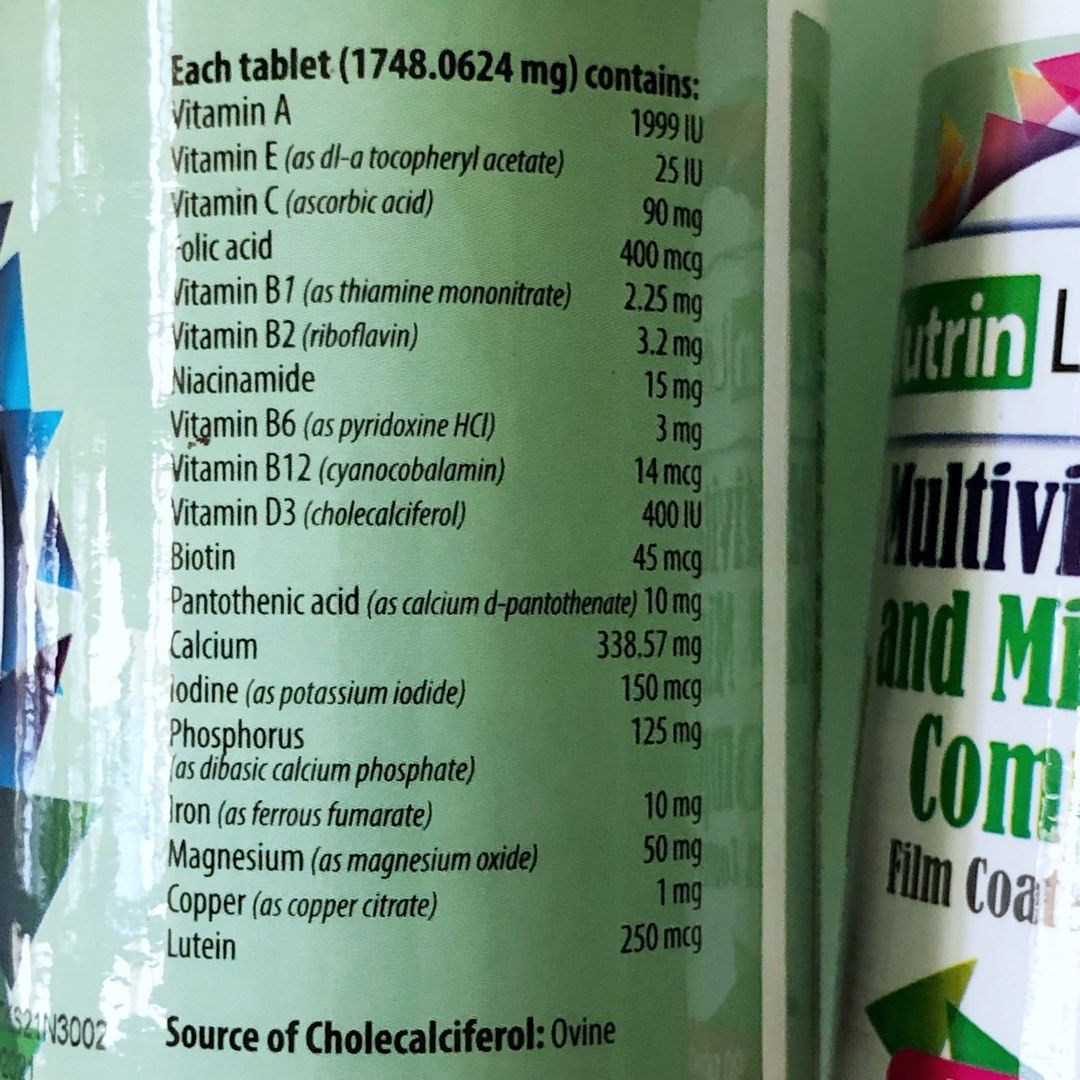 Each tablet (1748.0624 mg) contains:
Vitamin A 1999 IU
Vitamin E (as dl-a tocopheryl acetate) 25 IU
Vitamin C (ascorbic acid) 90 mg
Folic acid 400 mcg
Vitamin B1 (as thiamine mononitrate) 2.25 mg
Vitamin B2 (riboflavin) 3.2 mg
Niacinamide 15 mg
Vitamin B6 (as pyridoxine HCl) 3 mg
Vitamin B12 (cyanocobalamin) 14 mcg
Vitamin D3 (cholecalciferol) 400 IU
Biotin 45 mcg
Pantothenic acid (as calcium d-pantothenate) 10 mg
Calcium 338.57 mg
Iodine (as potassium iodide) 150 mcg
Phosphorus 125 mg
(as dibasic calcium phosphate)
Iron (as ferrous fumarate) 10 mg
Magnesium (as magnesium oxide) 50 mg
Copper (as copper citrate) 1 mg
Lutein 250 mcg
Source of Cholecalciferol: Ovine
S21N3002
utrin L
Multivi
and Mi
Com
Film Coat